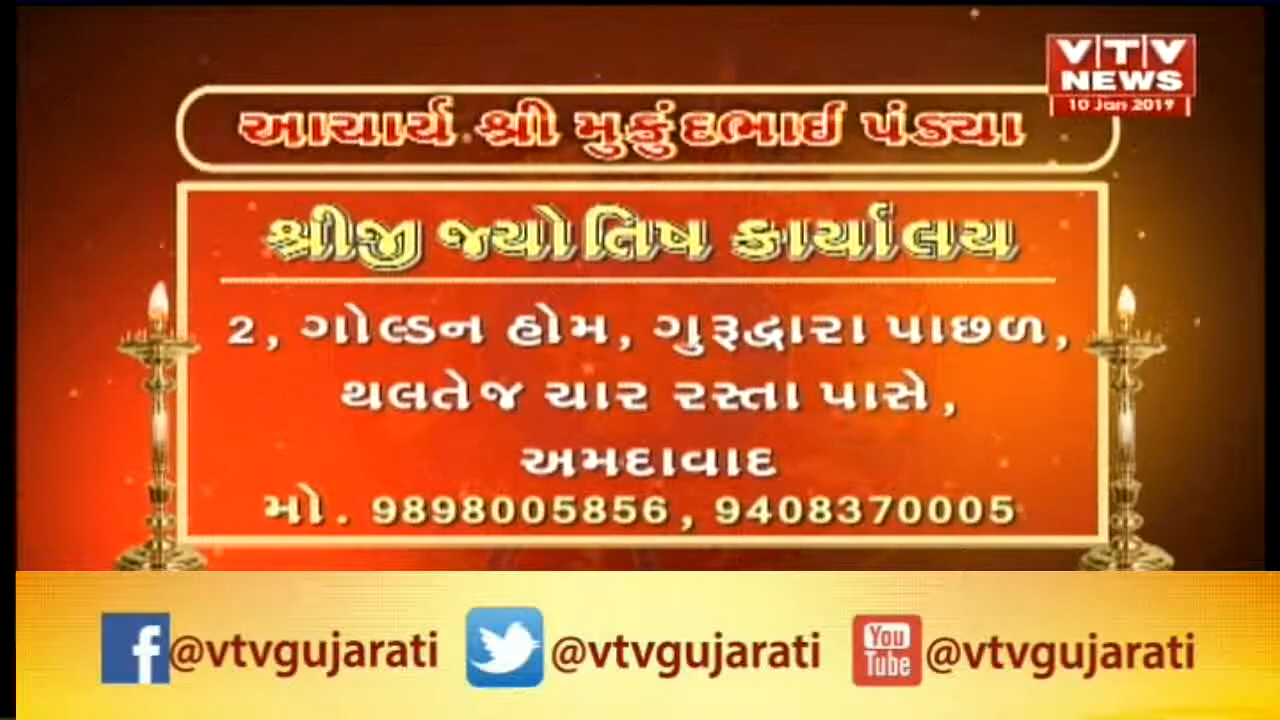 VTV
NEWS
10 Jan 2019
આચાર્ય શ્રી મુકુંદભાઈ પંડ્યા
શ્રીજી જ્યોતિષ કાર્યાલય
2, ગોલ્ડન હોમ, ગુરૂદ્વારા પાછળ,
થલતેજ ચાર રસ્તા પાસે,
અમદાવાદ
મો. 9898005856, 9408370005
f @vtvgujarati @vtvgujarati You Tube @vtvgujarati